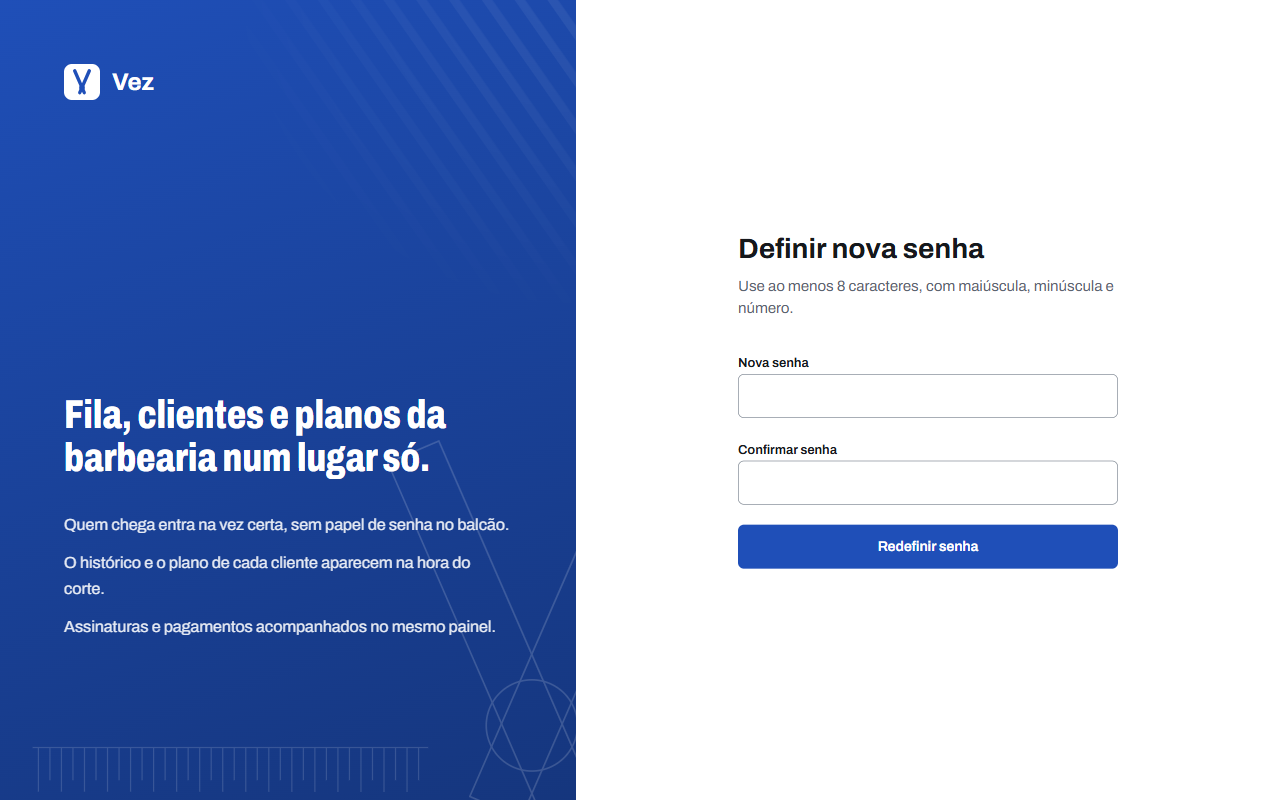 Vez
Fila, clientes e planos da
barbearia num lugar só.
Quem chega entra na vez certa, sem papel de senha no balcão.
O histórico e o plano de cada cliente aparecem na hora do
corte.
Assinaturas e pagamentos acompanhados no mesmo painel.
Definir nova senha
Use ao menos 8 caracteres, com maiúscula, minúscula e
número.
Nova senha
Confirmar senha
Redefinir senha